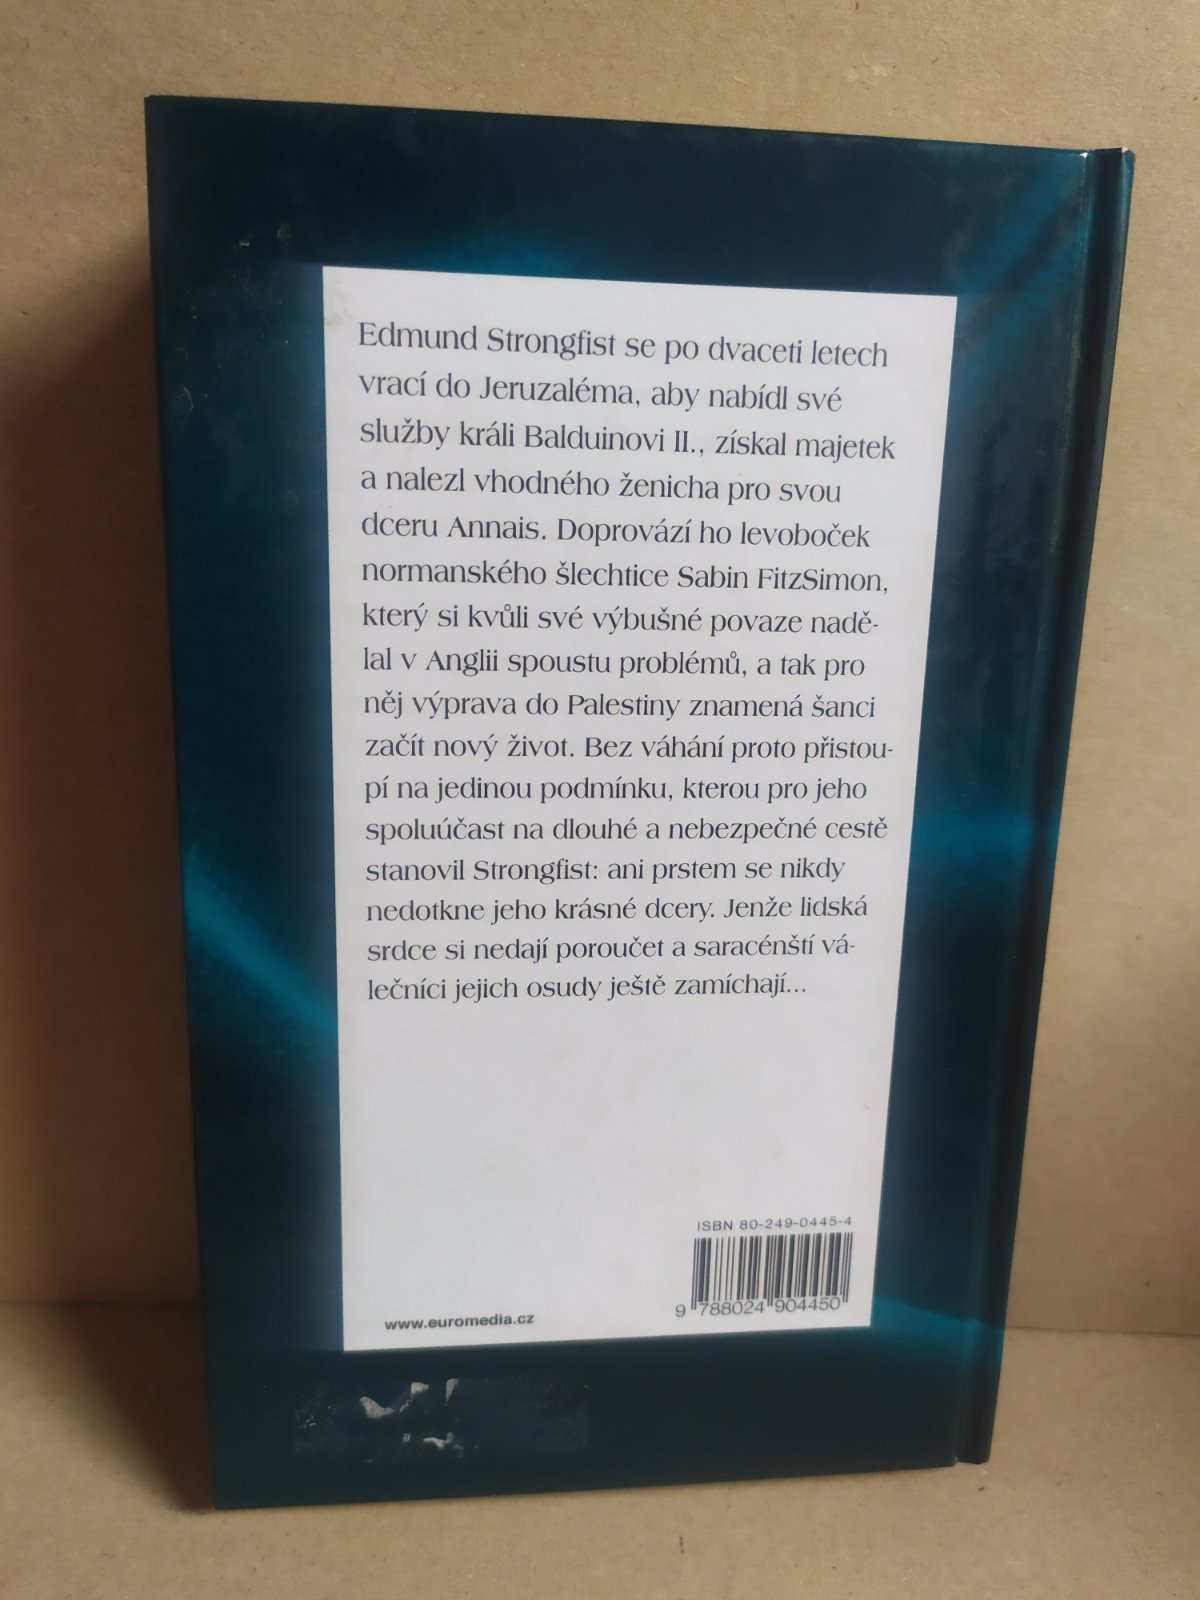 Edmund Strongfist se po dvaceti letech
vrací do Jeruzaléma, aby nabídl své
služby králi Balduinovi II., získal majetek
a nalezl vhodného ženicha pro svou
dceru Annais. Doprovází ho levoboček
normanského šlechtice Sabin FitzSimon,
který si kvůli své výbušné povaze nadě-
lal v Anglii spoustu problémů, a tak pro
něj výprava do Palestiny znamená šanci
začít nový život. Bez váhání proto přistou-
pí na jedinou podmínku, kterou pro jeho
spoluúčast na dlouhé a nebezpečné cestě
stanovil Strongfist: ani prstem se nikdy
nedotkne jeho krásné dcery. Jenže lidská
srdce si nedají poroučet a saracénští vá-
lečníci jejich osudy ještě zamíchají...
ISBN 80-249-0445-4
9 788024 904450
www.euromedia.cz